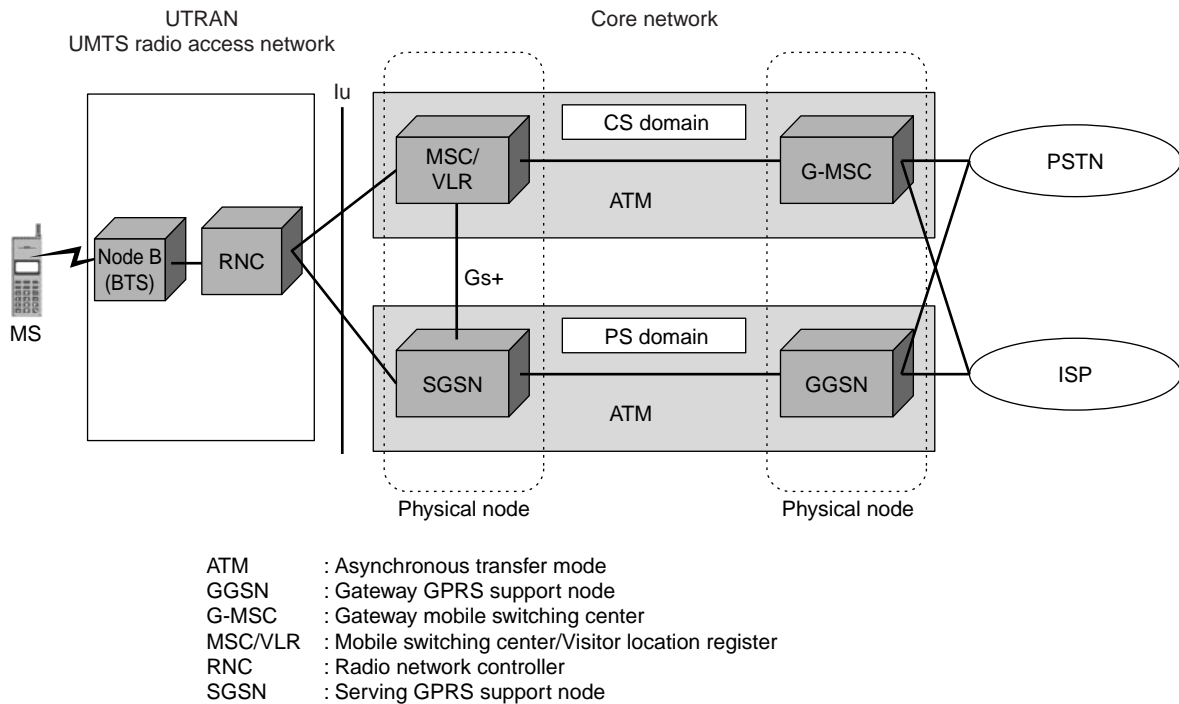 UTRAN
UMTS radio access network
Core network
Iu
CS domain
MSC/
VLR
G-MSC
ATM
PSTN
Node B
(BTS)
RNC
MS
Gs+
PS domain
SGSN
GGSN
ATM
ISP
Physical node
Physical node
ATM : Asynchronous transfer mode
GGSN : Gateway GPRS support node
G-MSC : Gateway mobile switching center
MSC/VLR : Mobile switching center/Visitor location register
RNC : Radio network controller
SGSN : Serving GPRS support node